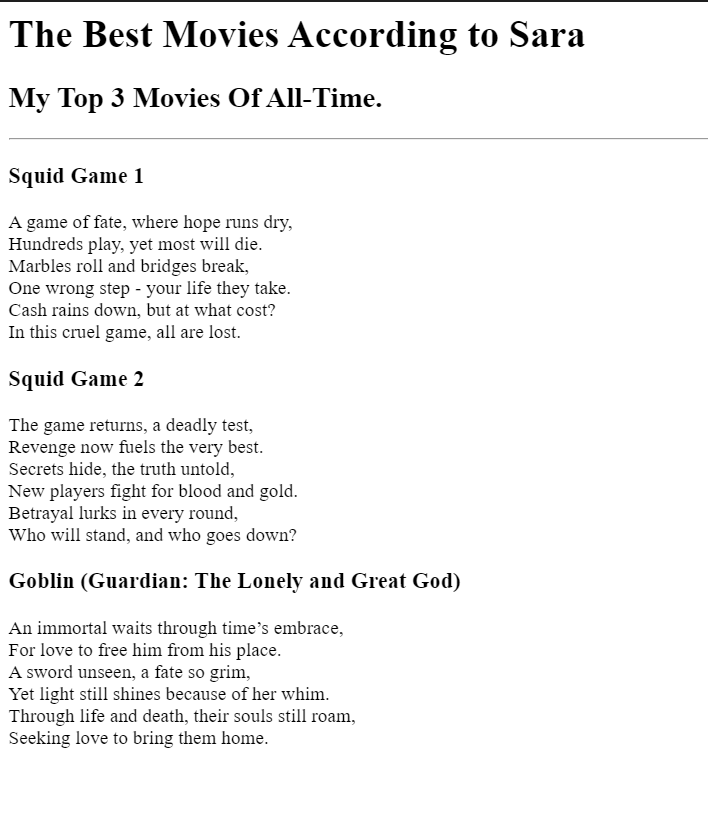 The Best Movies According to Sara
My Top 3 Movies Of All-Time.
Squid Game 1
A game of fate, where hope runs dry,
Hundreds play, yet most will die.
Marbles roll and bridges break,
One wrong step - your life they take.
Cash rains down, but at what cost?
In this cruel game, all are lost.
Squid Game 2
The game returns, a deadly test,
Revenge now fuels the very best.
Secrets hide, the truth untold,
New players fight for blood and gold.
Betrayal lurks in every round,
Who will stand, and who goes down?
Goblin (Guardian: The Lonely and Great God)
An immortal waits through time’s embrace,
For love to free him from his place.
A sword unseen, a fate so grim,
Yet light still shines because of her whim.
Through life and death, their souls still roam,
Seeking love to bring them home.